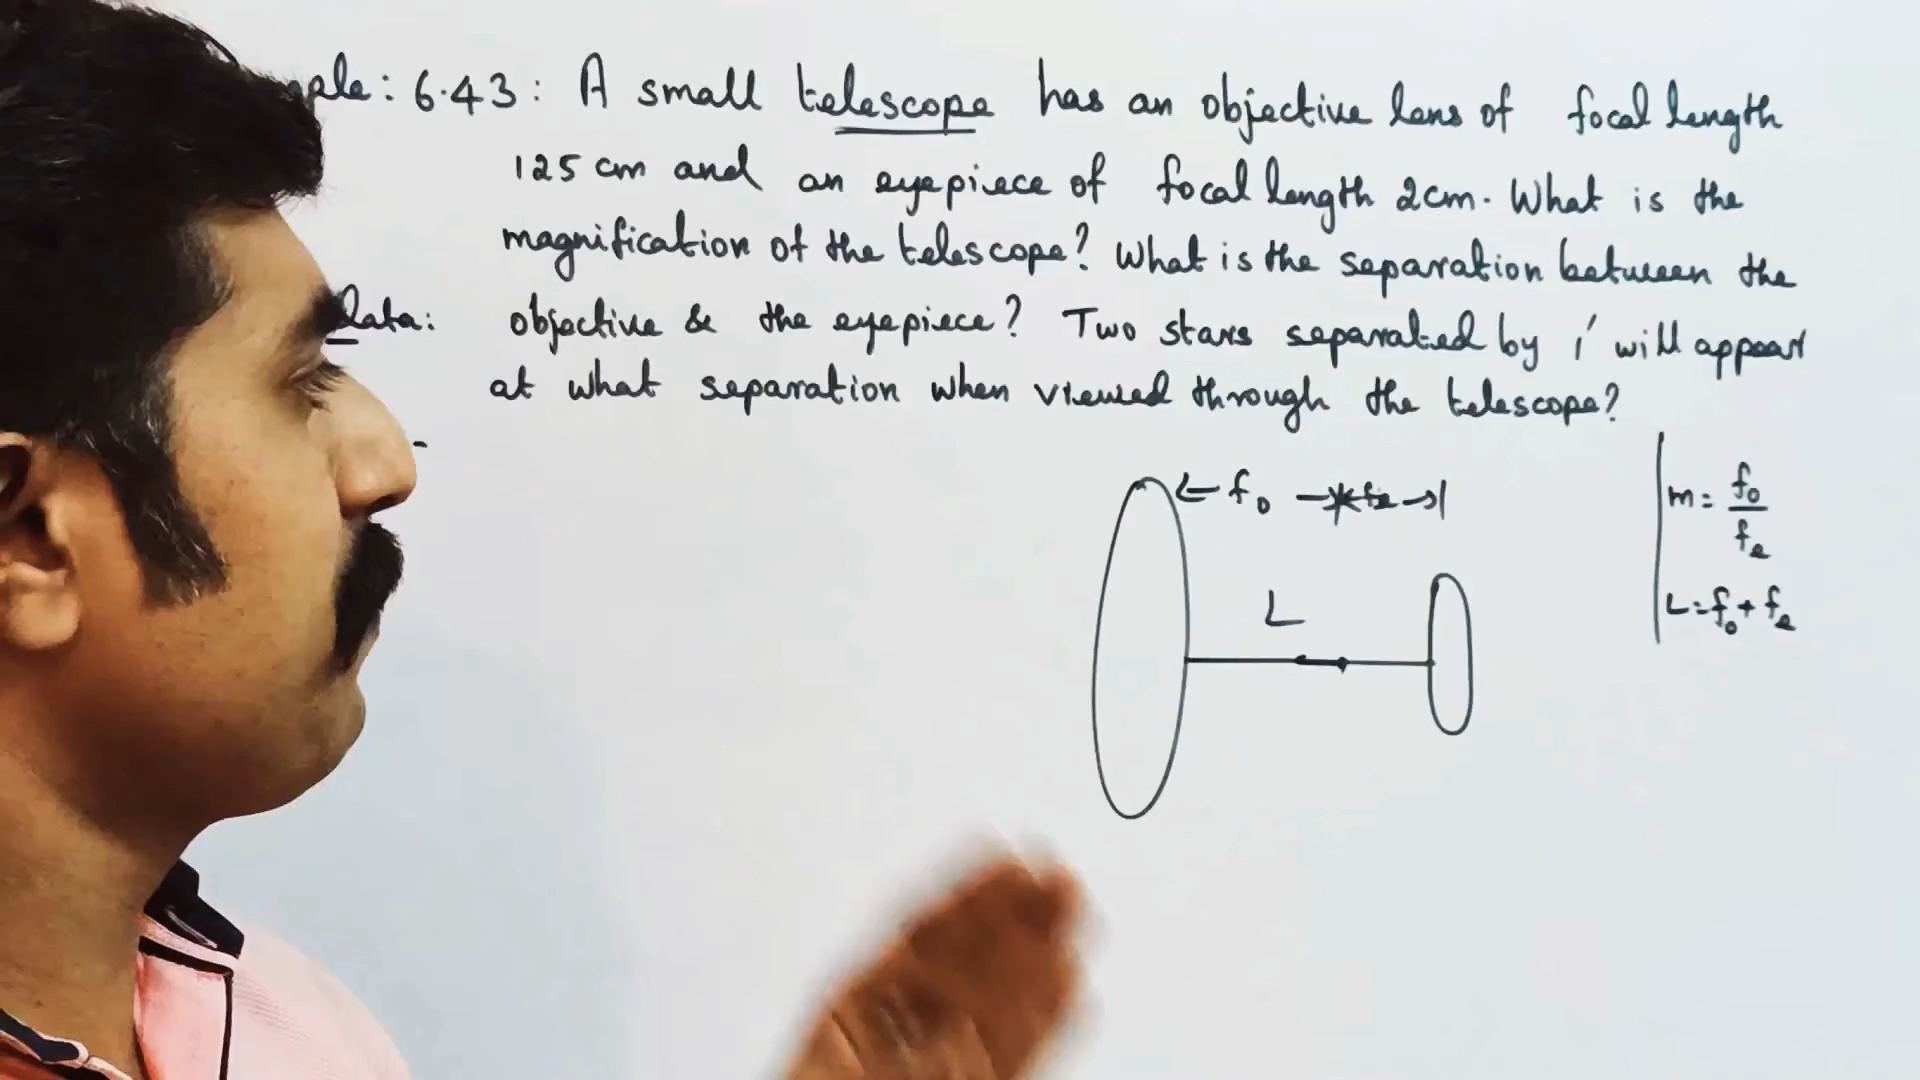 6.43: A small telescope has an objective lens of focal length
125 cm and an eyepiece of focal length 2cm. What is the
magnification of the telescope? What is the separation between the
data: objective & the eyepiece? Two stars separated by 1' will appear
at what separation when viewed through the telescope?
f₀ fₑ
m = f₀/fₑ
L
L = f₀ + fₑ